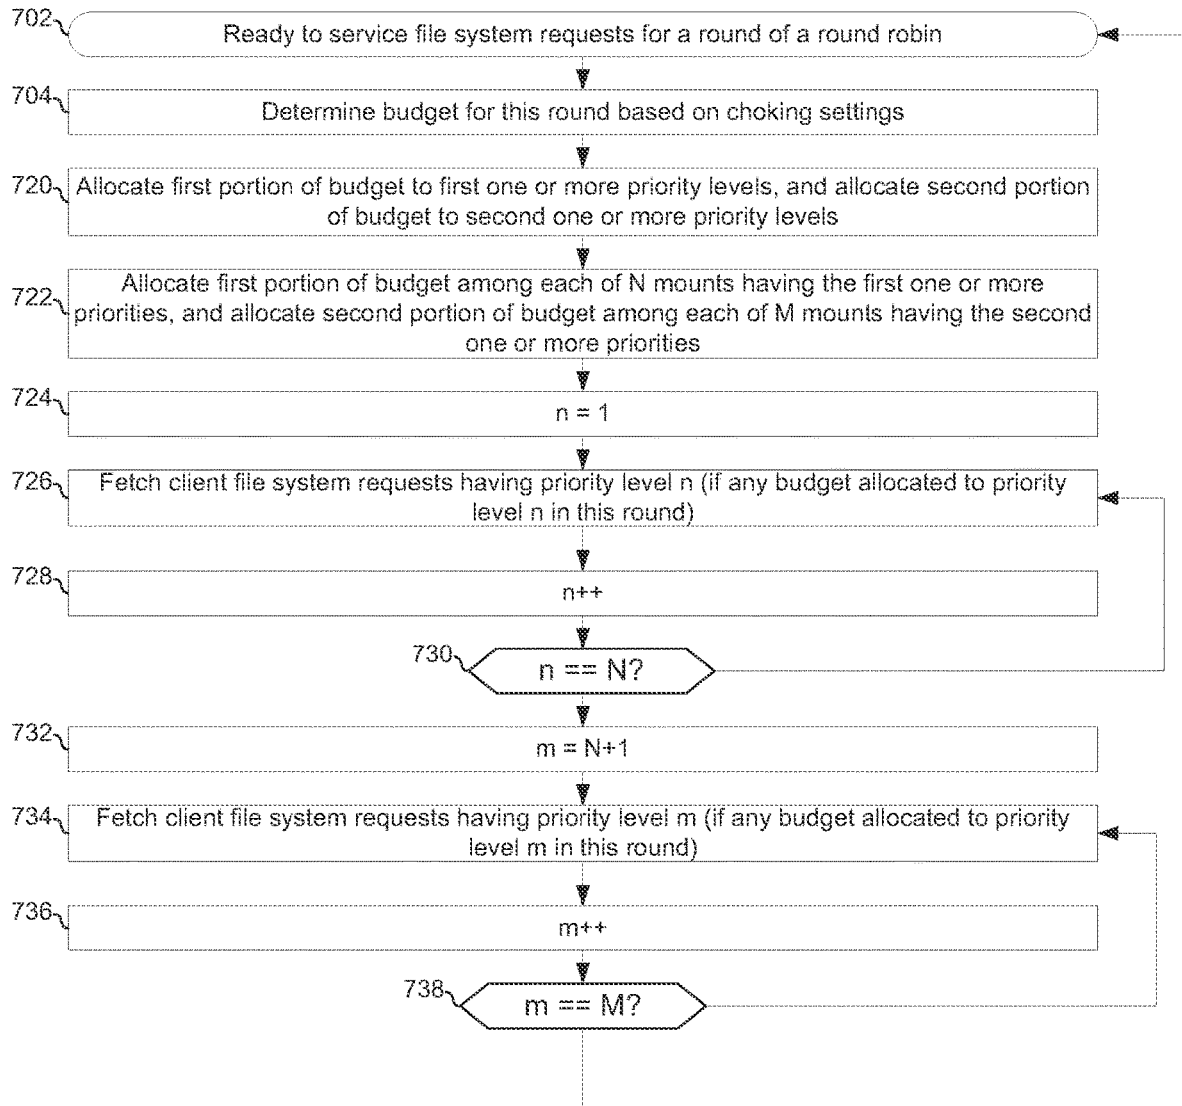 702
Ready to service file system requests for a round of a round robin
704
Determine budget for this round based on choking settings
720
Allocate first portion of budget to first one or more priority levels, and allocate second portion
of budget to second one or more priority levels
722
Allocate first portion of budget among each of N mounts having the first one or more
priorities, and allocate second portion of budget among each of M mounts having the second
one or more priorities
724
n = 1
726
Fetch client file system requests having priority level n (if any budget allocated to priority
level n in this round)
728
n++
730
n == N?
732
m = N+1
734
Fetch client file system requests having priority level m (if any budget allocated to priority
level m in this round)
736
m++
738
m == M?